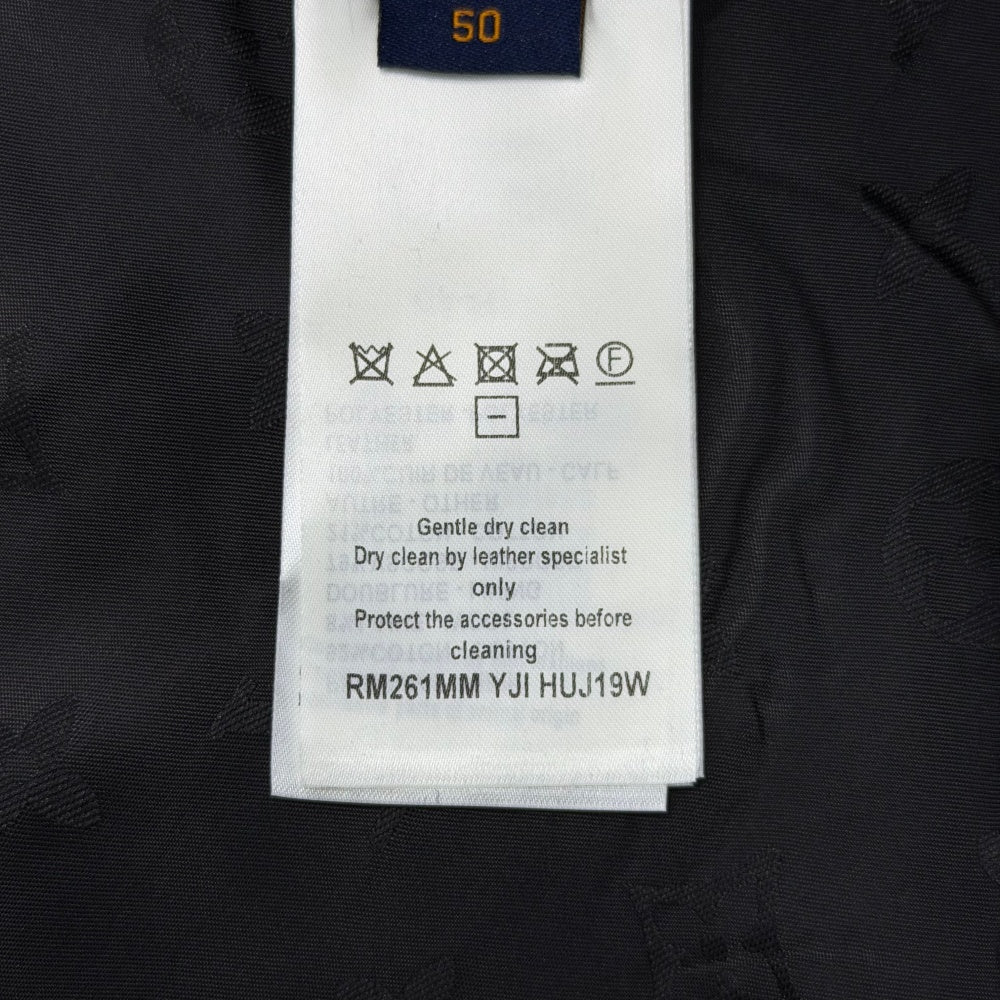 50
F
Gentle dry clean
Dry clean by leather specialist
only
Protect the accessories before
cleaning
RM261MM YJI HUJ19W